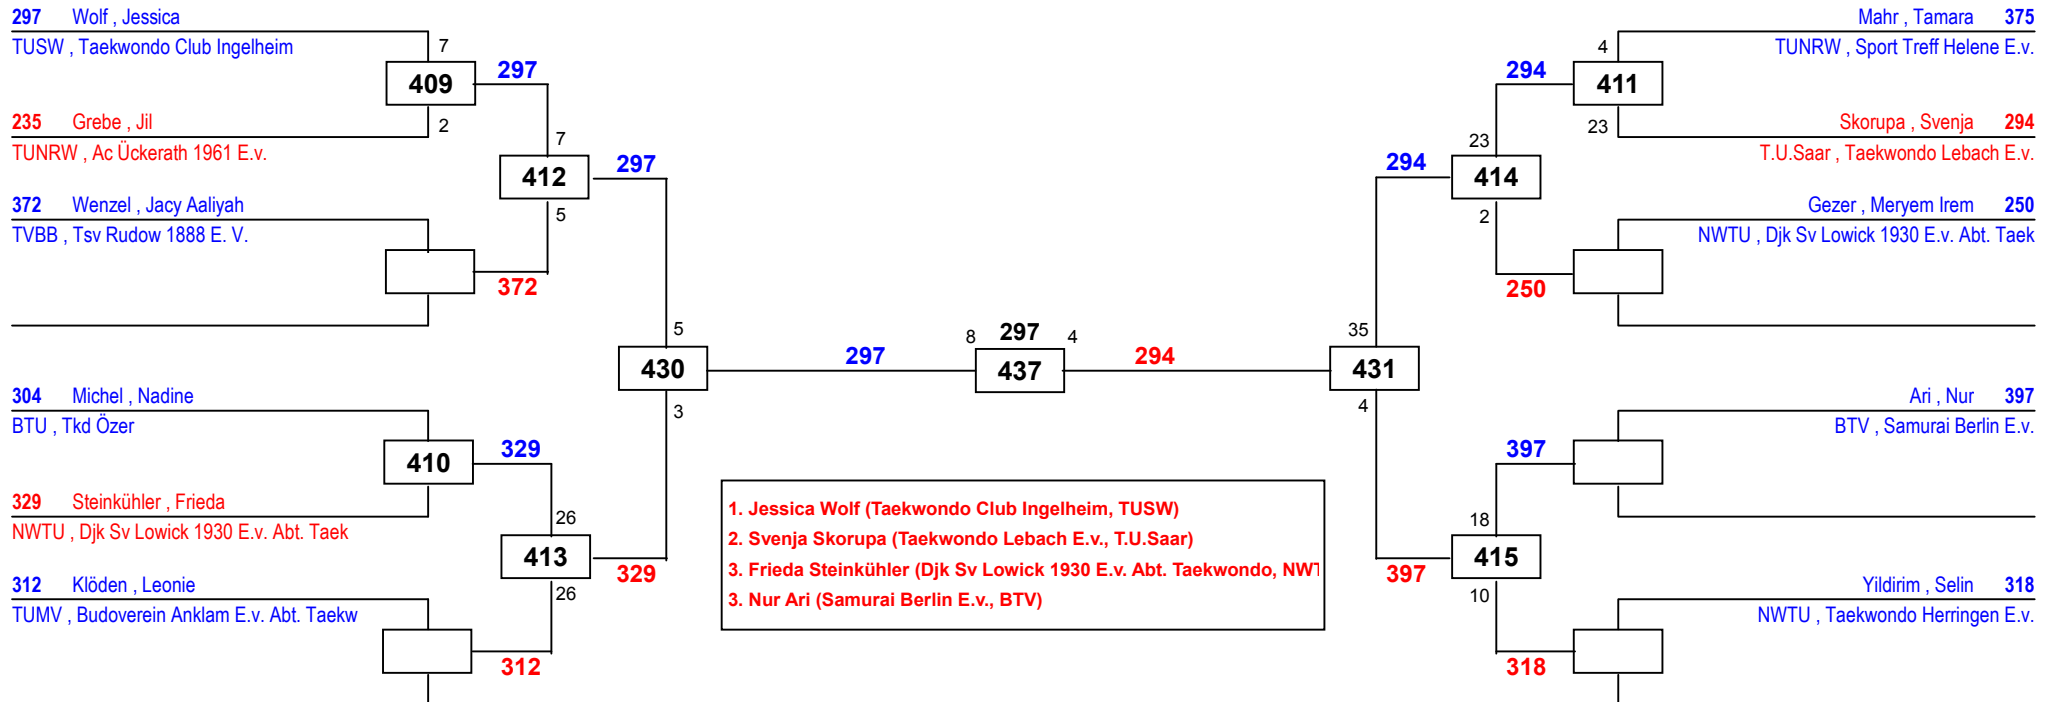 297 Wolf , Jessica
TUSW , Taekwondo Club Ingelheim
7
409
297
2
235 Grebe , Jil
TUNRW , Ac Ückerath 1961 E.v.
7
412
297
5
372 Wenzel , Jacy Aaliyah
TVBB , Tsv Rudow 1888 E. V.
372
5
430
297
3
304 Michel , Nadine
BTU , Tkd Özer
410
329
329 Steinkühler , Frieda
NWTU , Djk Sv Lowick 1930 E.v. Abt. Taek
26
413
329
26
312 Klöden , Leonie
TUMV , Budoverein Anklam E.v. Abt. Taekw
312
8 297 4
437
294
1. Jessica Wolf (Taekwondo Club Ingelheim, TUSW)
2. Svenja Skorupa (Taekwondo Lebach E.v., T.U.Saar)
3. Frieda Steinkühler (Djk Sv Lowick 1930 E.v. Abt. Taekwondo, NWT
3. Nur Ari (Samurai Berlin E.v., BTV)
Mahr , Tamara 375
TUNRW , Sport Treff Helene E.v.
4
294
411
23
Skorupa , Svenja 294
T.U.Saar , Taekwondo Lebach E.v.
23
294
414
2
Gezer , Meryem Irem 250
NWTU , Djk Sv Lowick 1930 E.v. Abt. Taek
250
35
431
4
Ari , Nur 397
BTV , Samurai Berlin E.v.
397
18
415
397
10
Yildirim , Selin 318
NWTU , Taekwondo Herringen E.v.
318